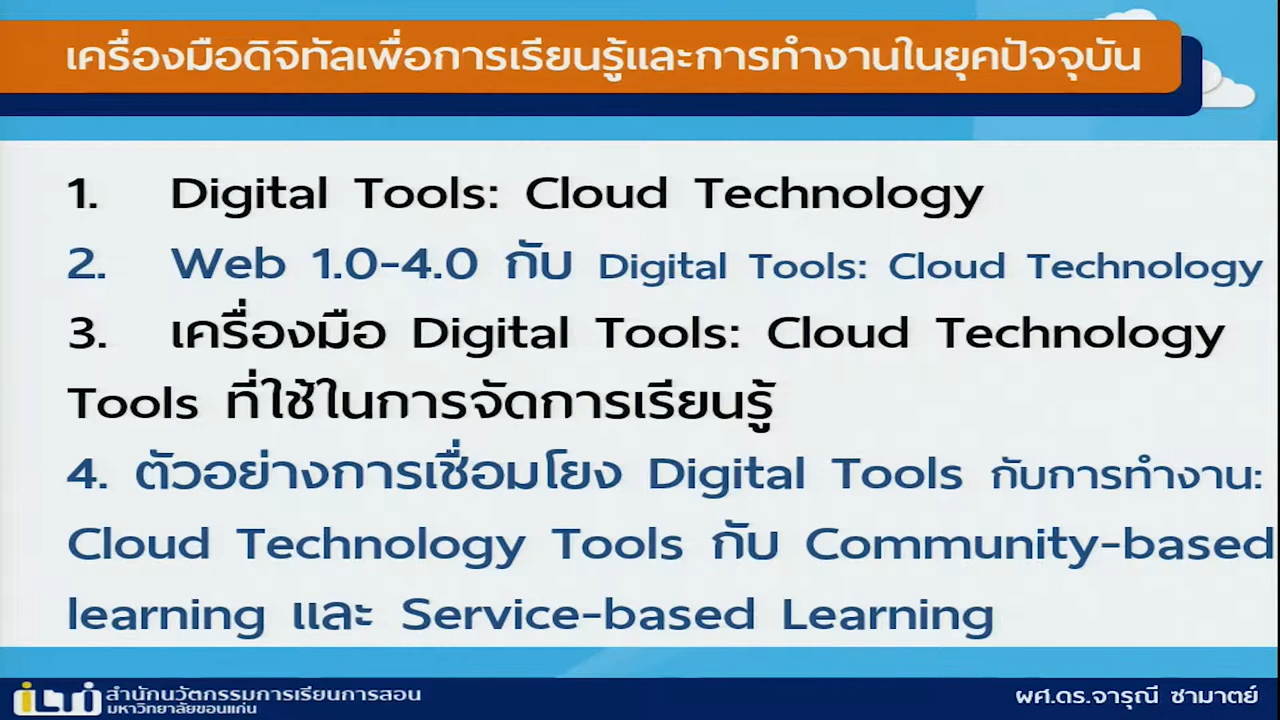 เครื่องมือดิจิทัลเพื่อการเรียนรู้และการทำงานในยุคปัจจุบัน
1. Digital Tools: Cloud Technology
2. Web 1.0-4.0 กับ Digital Tools: Cloud Technology
3. เครื่องมือ Digital Tools: Cloud Technology
Tools ที่ใช้ในการจัดการเรียนรู้
4. ตัวอย่างการเชื่อมโยง Digital Tools กับการทำงาน:
Cloud Technology Tools กับ Community-based
learning และ Service-based Learning
สำนักนวัตกรรมการเรียนการสอน
มหาวิทยาลัยขอนแก่น
ผศ.ดร.จารุณี ซามาตย์